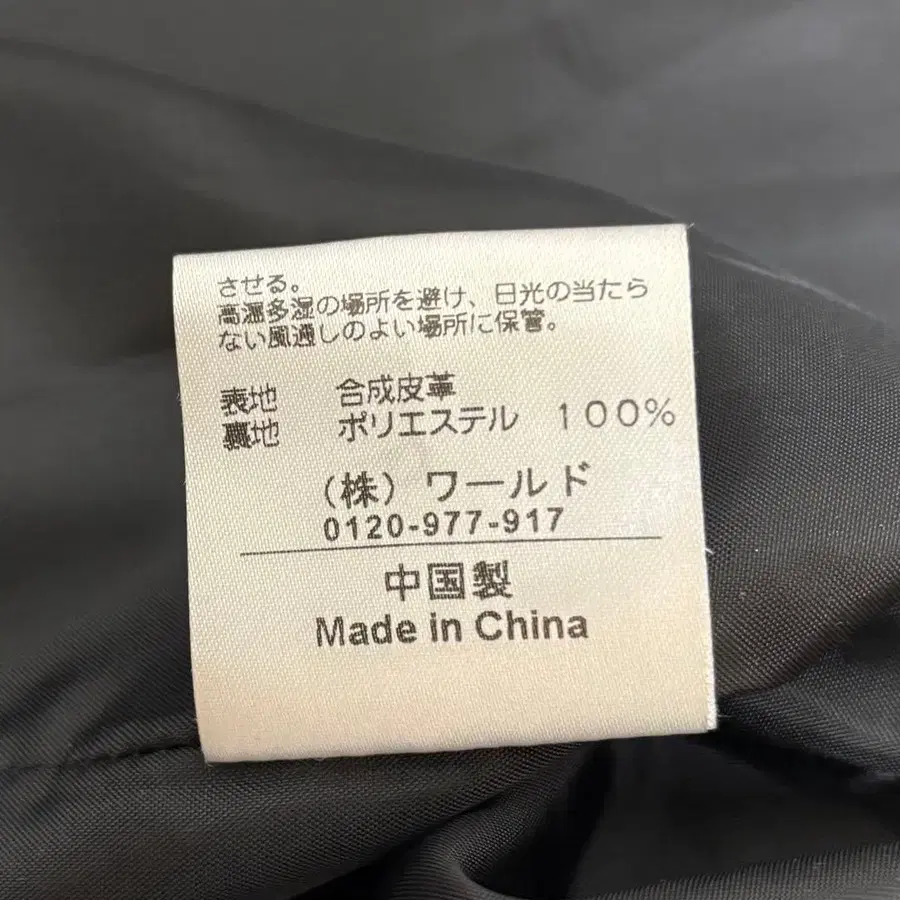 させる。
高温多湿の場所を避け、日光の当たら
ない風通しのよい場所に保管。
表地 合成皮革
裏地 ポリエステル 100%
(株) ワールド
0120-977-917
中国製
Made in China